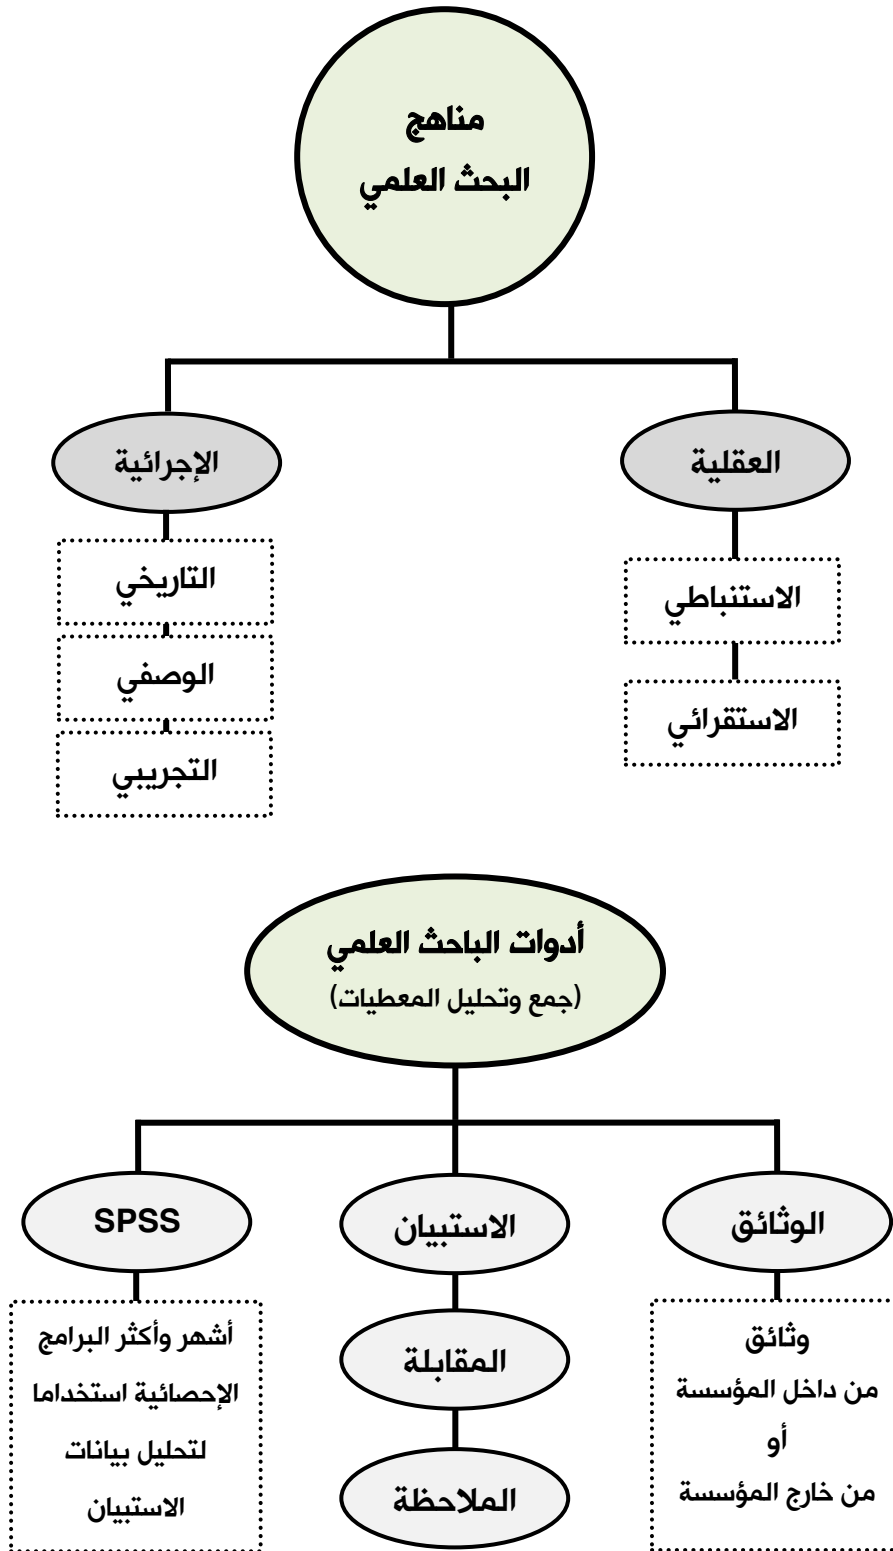 مناهج
البحث العلمي
العقلية
الاستنباطي
الاستقرائي
الإجرائية
التاريخي
الوصفي
التجريبي
أدوات الباحث العلمي
(جمع وتحليل المعطيات)
الوثائق
وثائق
من داخل المؤسسة
أو
من خارج المؤسسة
الاستبيان
المقابلة
الملاحظة
SPSS
أشهر وأكثر البرامج
الإحصائية استخداما
لتحليل بيانات
الاستبيان